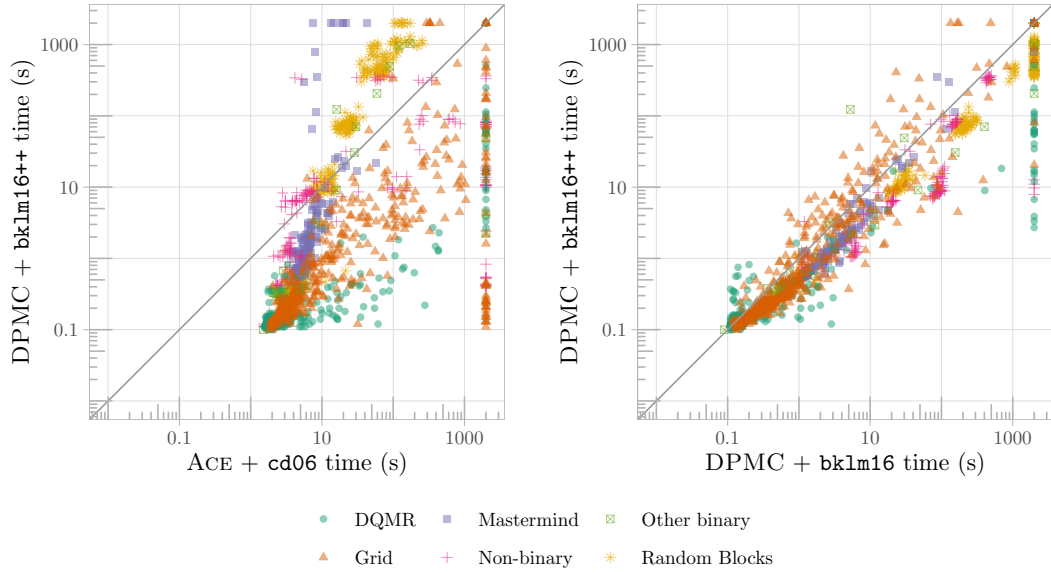 DPMC + bklm16++ time (s)
1000
10
0.1
0.1
10
1000
ACE + cd06 time (s)
DPMC + bklm16++ time (s)
1000
10
0.1
0.1
10
1000
DPMC + bklm16 time (s)
DQMR
Mastermind
Other binary
Grid
Non-binary
Random Blocks